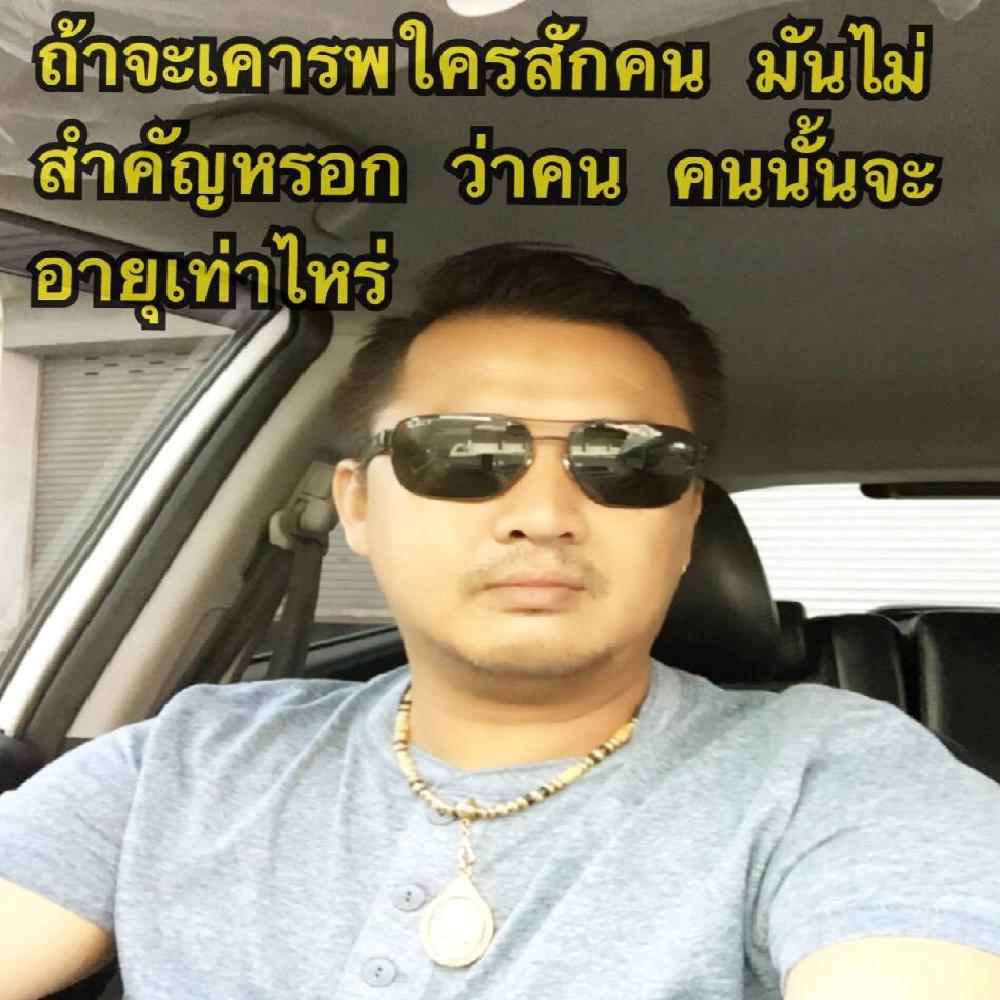 ถ้าจะเคารพใครสักคน มันไม่
สำคัญหรอก ว่าคน คนนั้นจะ
อายุเท่าไหร่